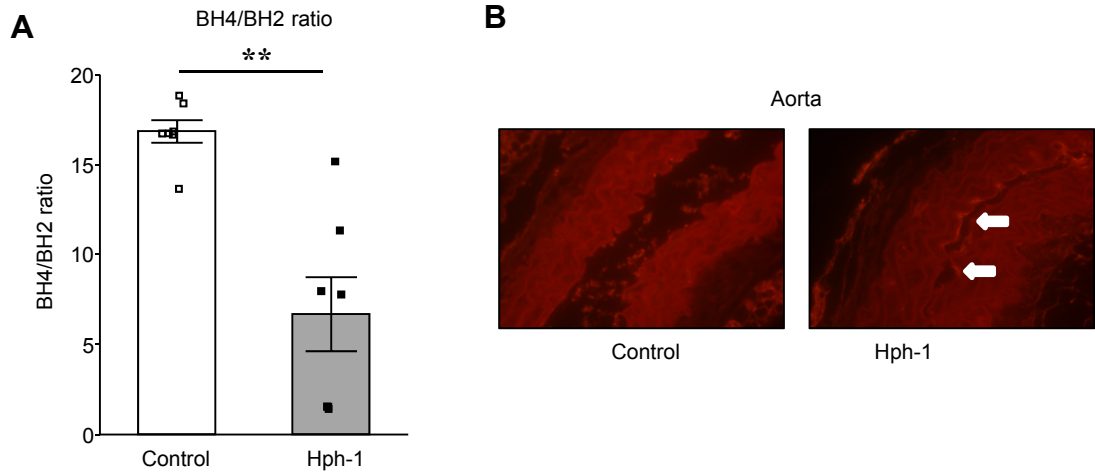 A
BH4/BH2 ratio
**
BH4/BH2 ratio
20
15
10
5
0
Control
Hph-1
B
Aorta
Control
Hph-1